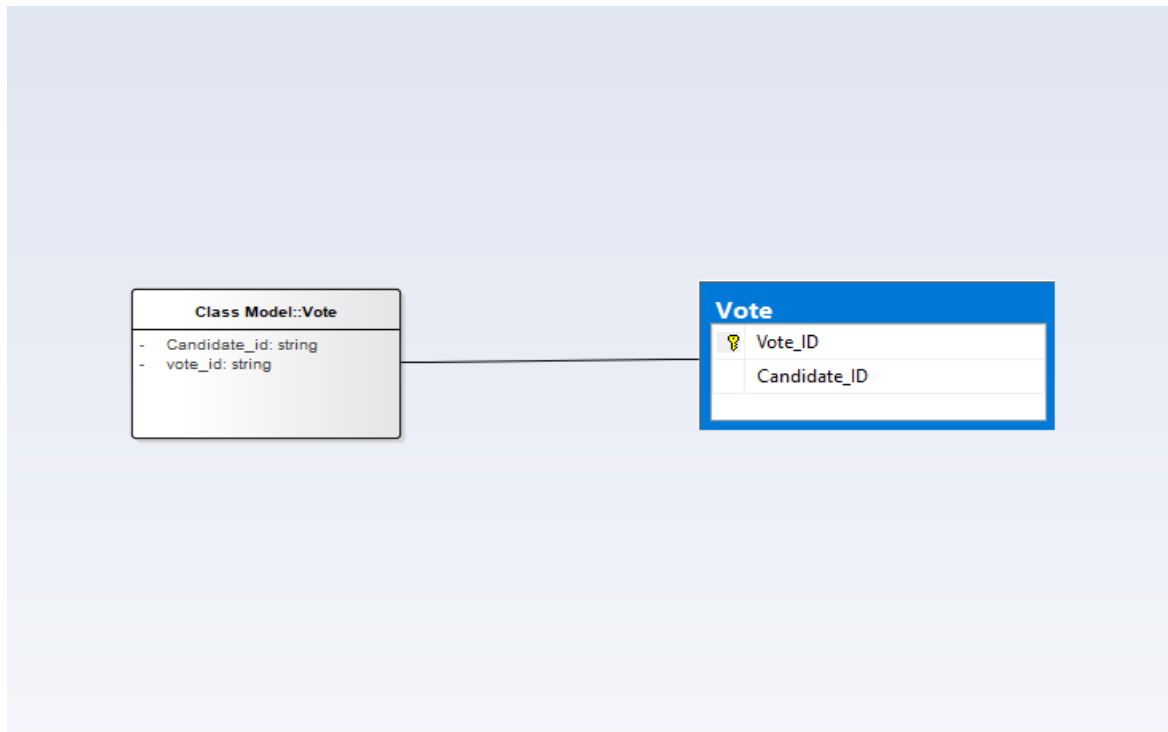 Class Model::Vote
- Candidate_id: string
- vote_id: string
Vote
Vote_ID
Candidate_ID